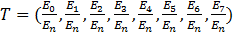 T = (E₀/Eₙ, E₁/Eₙ, E₂/Eₙ, E₃/Eₙ, E₄/Eₙ, E₅/Eₙ, E₆/Eₙ, E₇/Eₙ)